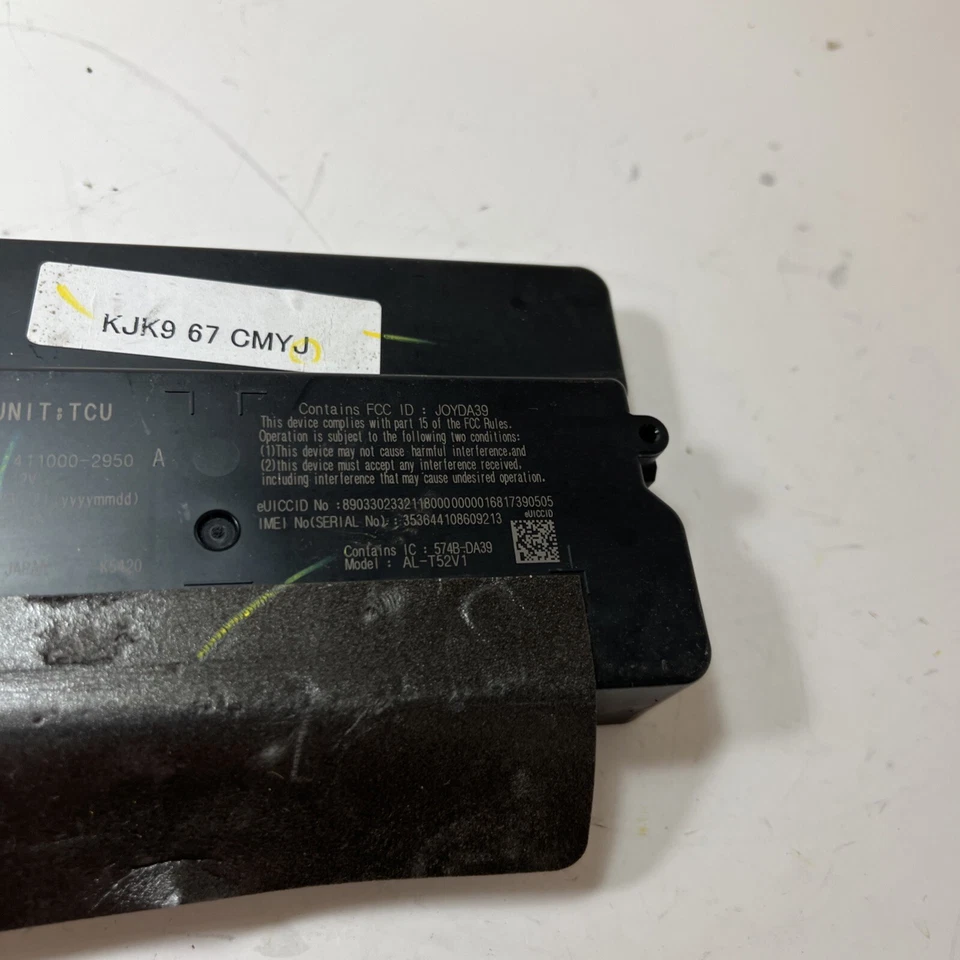 KJK9 67 CMYJ
UNIT:TCU
411000-2950 A
yyyymmdd)
JAPAN K6420
Contains FCC ID : JOYDA39
This device complies with part 15 of the FCC Rules.
Operation is subject to the following two conditions:
(1)This device may not cause harmful interference,and
(2)this device must accept any interference received,
including interference that may cause undesired operation.
eUICCID No :89033023321180000000016817390505
IMEI No(SERIAL No) : 353644108609213
eUICCID
Contains IC : 574B-DA39
Model : AL-T52V1